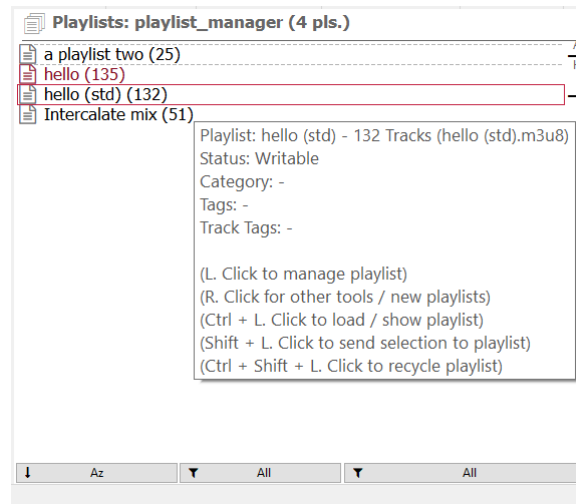 Playlists: playlist_manager (4 pls.)
a playlist two (25)
hello (135)
hello (std) (132)
Intercalate mix (51)
Playlist: hello (std) - 132 Tracks (hello (std).m3u8)
Status: Writable
Category: -
Tags: -
Track Tags: -
(L. Click to manage playlist)
(R. Click for other tools / new playlists)
(Ctrl + L. Click to load / show playlist)
(Shift + L. Click to send selection to playlist)
(Ctrl + Shift + L. Click to recycle playlist)
Az All All